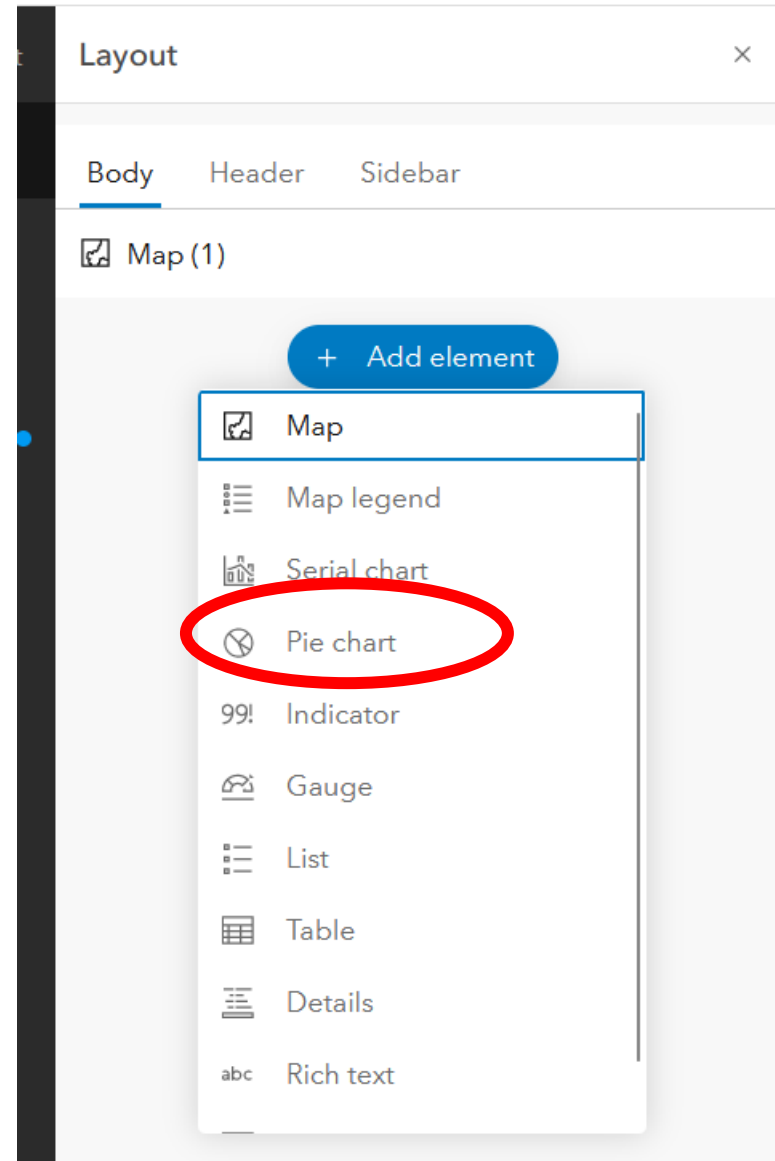 t
Layout
Body Header Sidebar
Map (1)
+ Add element
Map
Map legend
Serial chart
Pie chart
99! Indicator
Gauge
List
Table
Details
abc Rich text